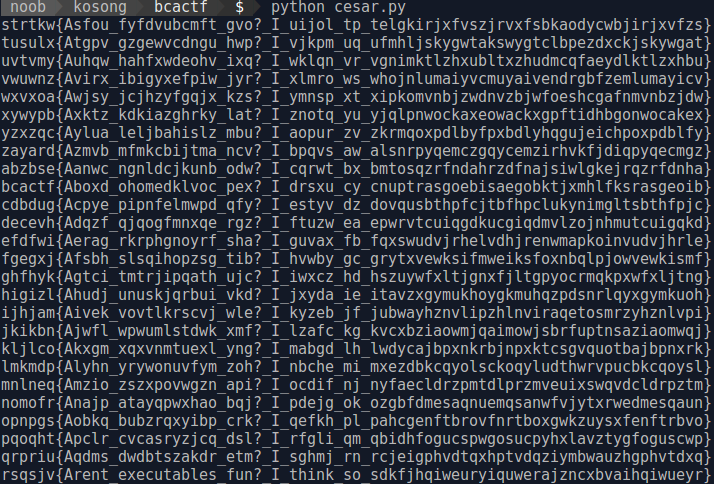 noob kosong bcactf $ python cesar.py
strtkw{Asfou_fyfdvubcmft_gvo?_I_uijol_tp_telgkirjxfvszjrvxfsbkaodycwbjirjxvfzs}
tusulx{Atgpv_gzgewvcdngu_hwp?_I_vjkpm_uq_ufmhljskygwtakswygtclbpezdxckjskywgat}
uvtvmy{Auhqw_hahfxwdeohv_ixq?_I_wklqn_vr_vgnimktlzhxubltxzhudmcqfaeydlktlzxhbu}
vwuwnz{Avirx_ibigyxefpiw_jyr?_I_xlmro_ws_whojnlumaiyvcmuyaivendrgbfzemlumayicv}
wxvxoa{Awjsy_jcjhzyfgqjx_kzs?_I_ymnsp_xt_xipkomvnbjzwdnvzbjwfoeshcgafnmvnbzjdw}
xywypb{Axktz_kdkiazghrky_lat?_I_znotq_yu_yjqlpnwockaxeowackxgpftidhbgonwocakex}
yzxzqc{Aylua_leljbahislz_mbu?_I_aopur_zv_zkrmqoxpdlbyfpxbdlyhqgujeichpoxpdblfy}
zayard{Azmvb_mfmkcbijtma_ncv?_I_bpqvs_aw_alsnrpyqemczgqycemzirhvkfjdiqpyqecmgz}
abzbse{Aanwc_ngnldcjkunb_odw?_I_cqrwt_bx_bmtosqzrfndahrzdfnajsiwlgkejrqzrfdnha}
bcactf{Aboxd_ohomedklvoc_pex?_I_drsxu_cy_cnuptrasgoebisaegobktjxmhlfksrasgeoib}
cdbdug{Acpye_pipnfelmwpd_qfy?_I_estyv_dz_dovqusbthpfcjtbfhpclukynimgltsbthfpjc}
decevh{Adqzf_qjqogfmnxqe_rgz?_I_ftuzw_ea_epwrvtcuiqgdkucgiqdmvlzojnhmutcuigqkd}
efdfwi{Aerag_rkrphgnoyrf_sha?_I_guvax_fb_fqxswudvjrhelvdhjrenwmapkoinvudvjhrle}
fgegxj{Afsbh_slsqihopzsg_tib?_I_hvwby_gc_grytxvewksifmweiksfoxnbqlpjowvewkismf}
ghfhyk{Agtci_tmtrjipqath_ujc?_I_iwxcz_hd_hszuywfxltjgnxfjltgpyocrmqkpxwfxljtng}
higizl{Ahudj_unuskjqrbui_vkd?_I_jxyda_ie_itavzxgymukhoygkmuhqzpdsnrlqyxgymkuoh}
ijhjam{Aivek_vovtlkrscvj_wle?_I_kyzeb_jf_jubwayhznvlipzhlnviraqetosmrzyhznlvpi}
jkikbn{Ajwfl_wpwumlstdwk_xmf?_I_lzafc_kg_kvcxbziaowmjqaimowjsbrfuptnsaziaomwqj}
kljlco{Akxgm_xqxvnmtuexl_yng?_I_mabgd_lh_lwdycajbpxnkrbjnpxktcsgvquotbajbpnxrk}
lmkmdp{Alyhn_yrywonuvfym_zoh?_I_nbche_mi_mxezdbkcqyolsckoqyludthwrvpucbkcqoysl}
mnlneq{Amzio_zszxpovwgzn_api?_I_ocdif_nj_nyfaecldrzpmtdlprzmveuixswqvdcldrpztm}
nomofr{Anajp_atayqpwxhao_bqj?_I_pdejg_ok_ozgbfdmesaqnuemqsanwfvjytxrwedmesqaun}
opnpgs{Aobkq_bubzrqxyibp_crk?_I_qefkh_pl_pahcgenftbrovfnrtboxgwkzuysxfenftrbvo}
pqoqht{Apclr_cvcasryzjcq_dsl?_I_rfgli_qm_qbidhfogucspwgosucpyhxlavztygfoguscwp}
qrpriu{Aqdms_dwdbtszakdr_etm?_I_sghmj_rn_rcjeigphvdtqxhptvdqziymbwauzhgphvtdxq}
rsqsjv{Arent_executables_fun?_I_think_so_sdkfjhqiweuryiquwerajzncxbvaihqiwueyr}